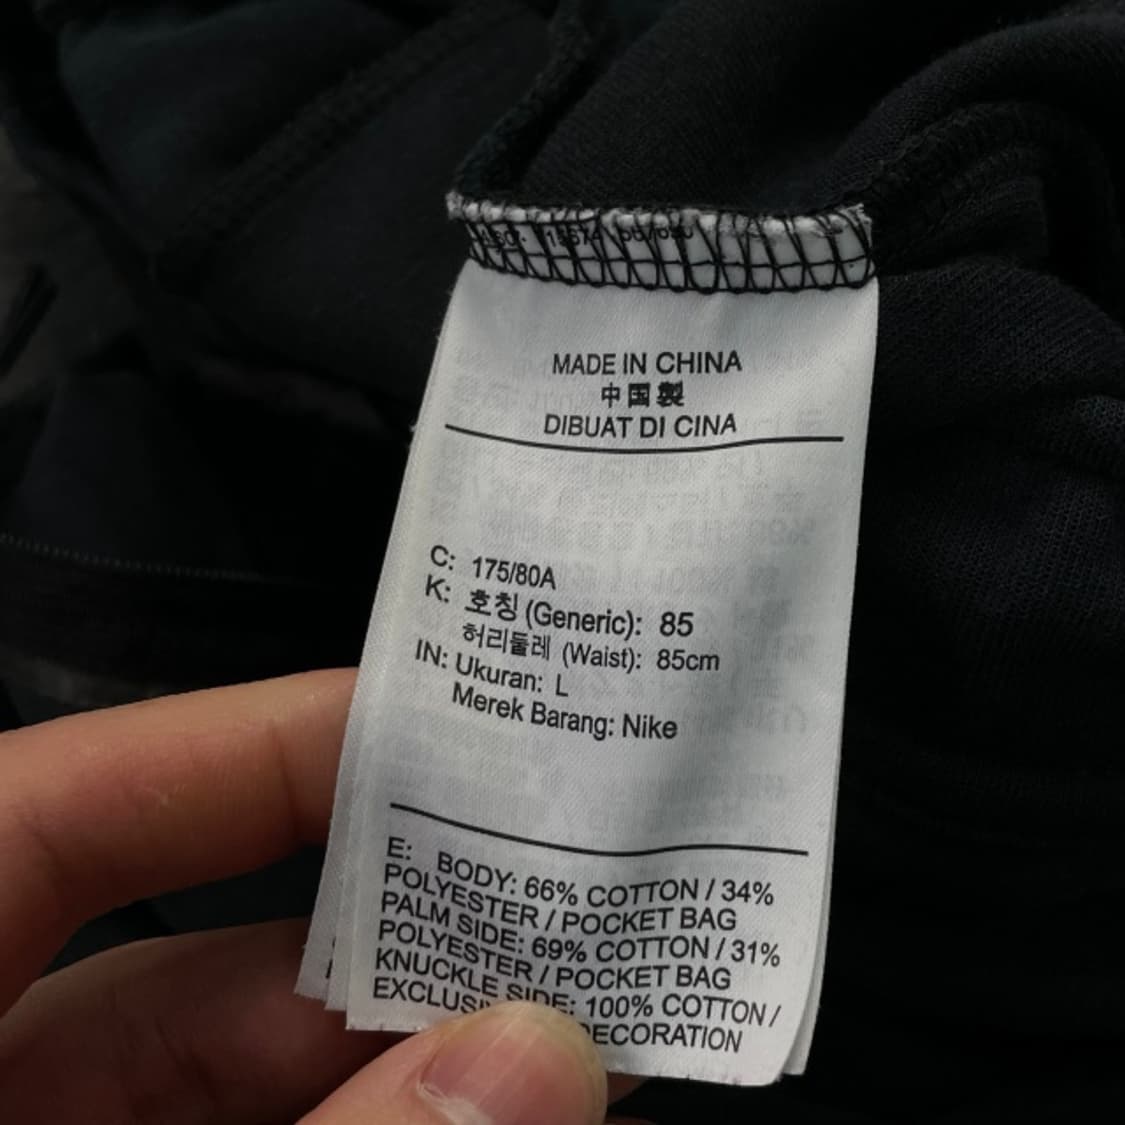 MADE IN CHINA
中国製
DIBUAT DI CINA
C: 175/80A
K: 호칭 (Generic): 85
허리둘레 (Waist): 85cm
IN: Ukuran: L
Merek Barang: Nike
E: BODY: 66% COTTON / 34%
POLYESTER / POCKET BAG
PALM SIDE: 69% COTTON / 31%
POLYESTER / POCKET BAG
KNUCKLE SIDE: 100% COTTON /
DECORATION